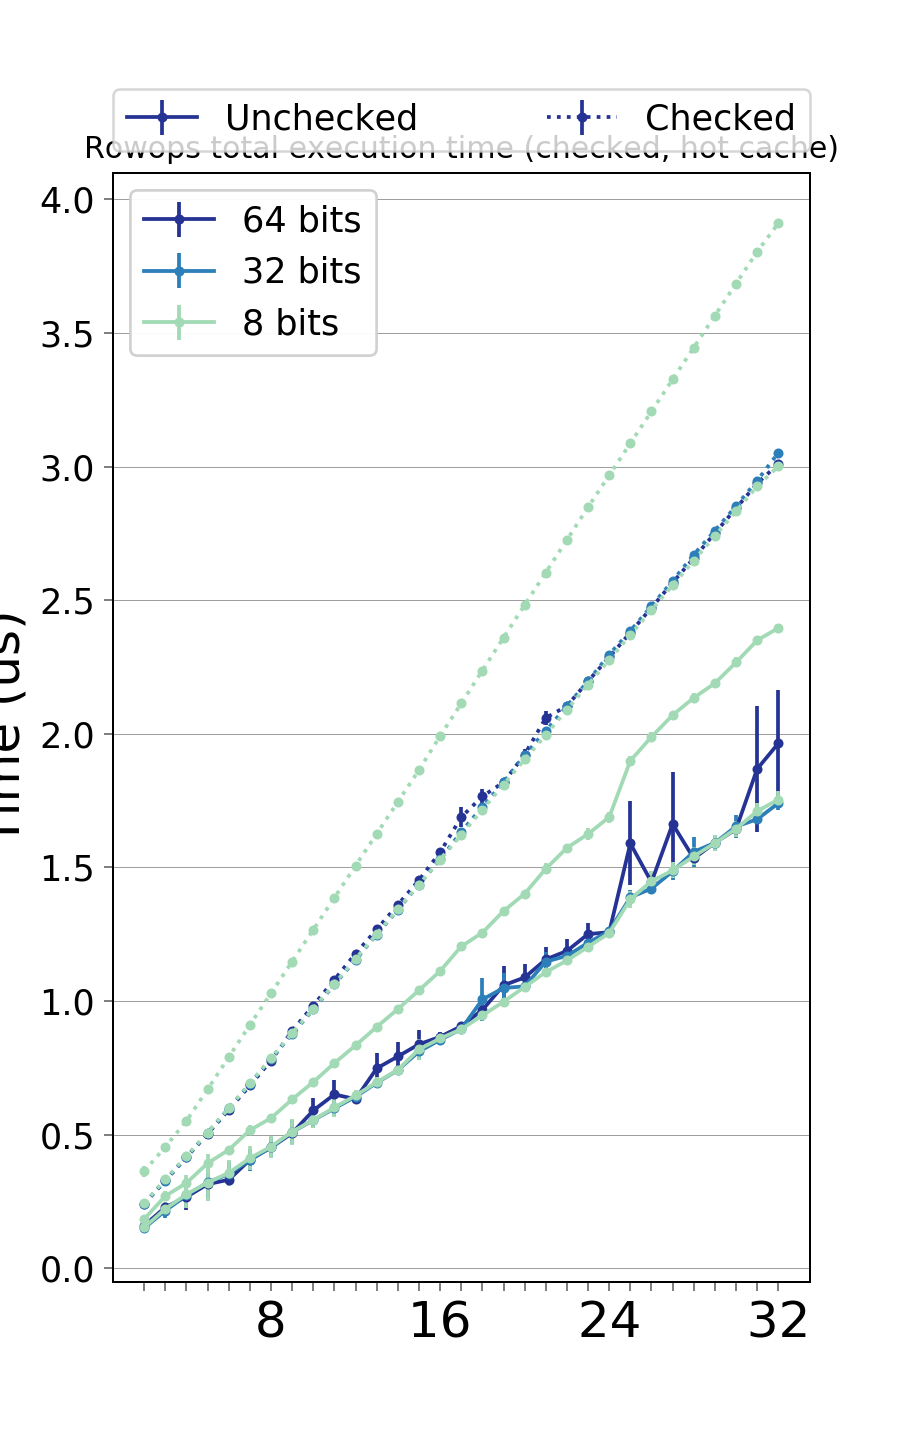 Unchecked Checked
Rowops total execution time (checked, hot cache)
64 bits
32 bits
8 bits
4.0
3.5
3.0
2.5
2.0
1.5
1.0
0.5
0.0
Time (us)
8 16 24 32